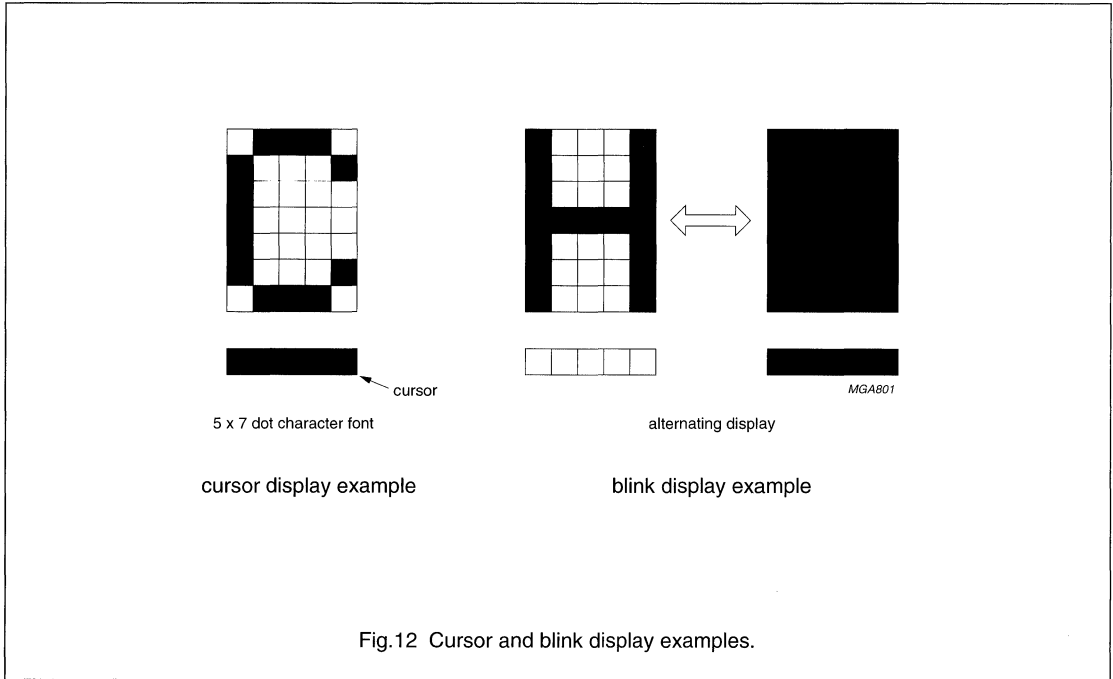 cursor
MGA801
5 x 7 dot character font
alternating display
cursor display example
blink display example
Fig.12 Cursor and blink display examples.